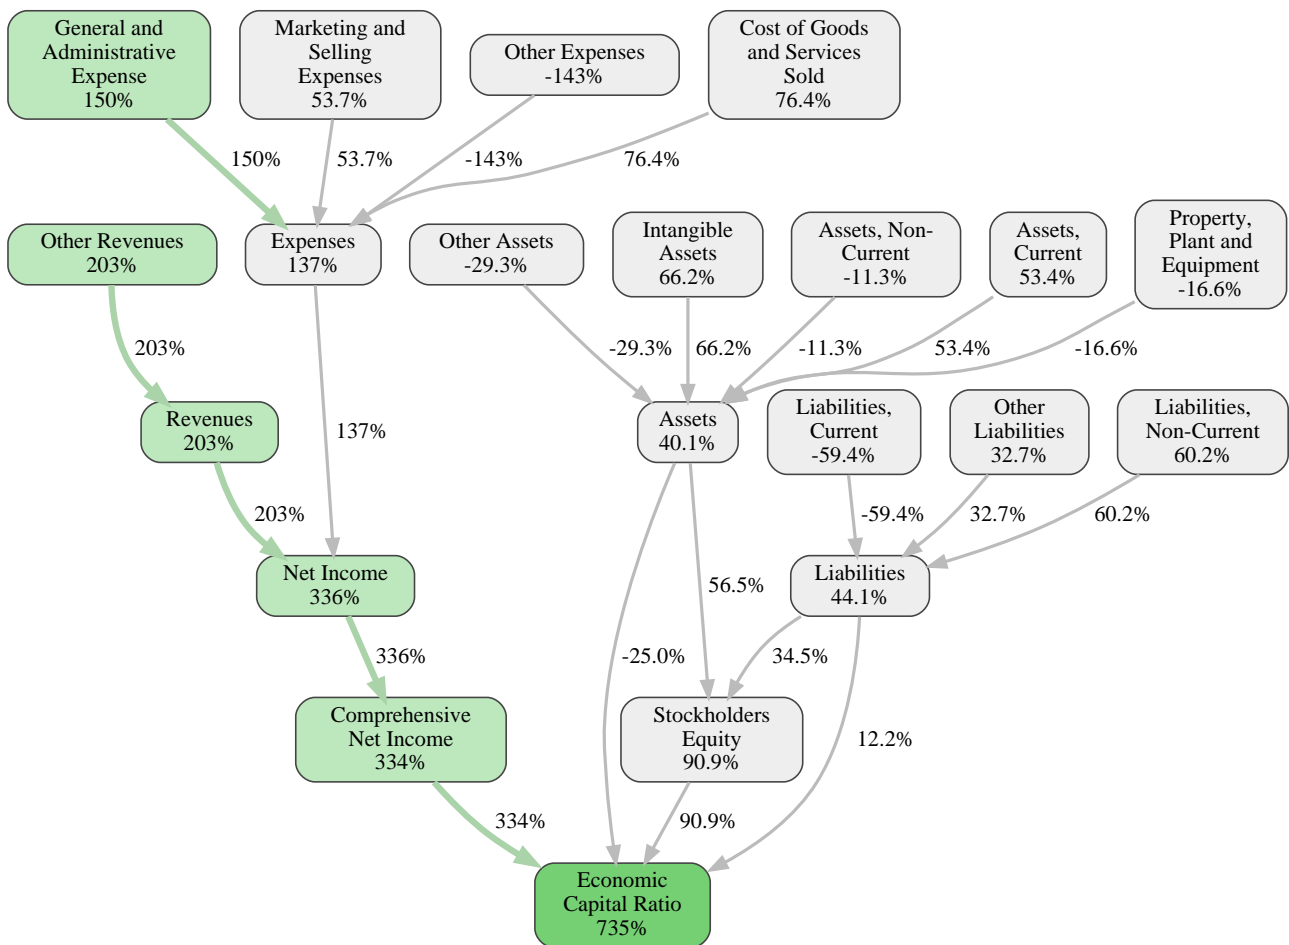 General and
Administrative
Expense
150%
Marketing and
Selling
Expenses
53.7%
Other Expenses
-143%
Cost of Goods
and Services
Sold
76.4%
150%
53.7%
-143%
76.4%
Other Revenues
203%
Expenses
137%
Other Assets
-29.3%
Intangible
Assets
66.2%
Assets, Non-
Current
-11.3%
Assets,
Current
53.4%
Property,
Plant and
Equipment
-16.6%
203%
-29.3%
66.2%
-11.3%
53.4%
-16.6%
Revenues
203%
137%
Assets
40.1%
Liabilities,
Current
-59.4%
Other
Liabilities
32.7%
Liabilities,
Non-Current
60.2%
203%
-59.4%
32.7%
60.2%
Net Income
336%
56.5%
Liabilities
44.1%
336%
-25.0%
34.5%
Comprehensive
Net Income
334%
Stockholders
Equity
90.9%
12.2%
334%
90.9%
Economic
Capital Ratio
735%